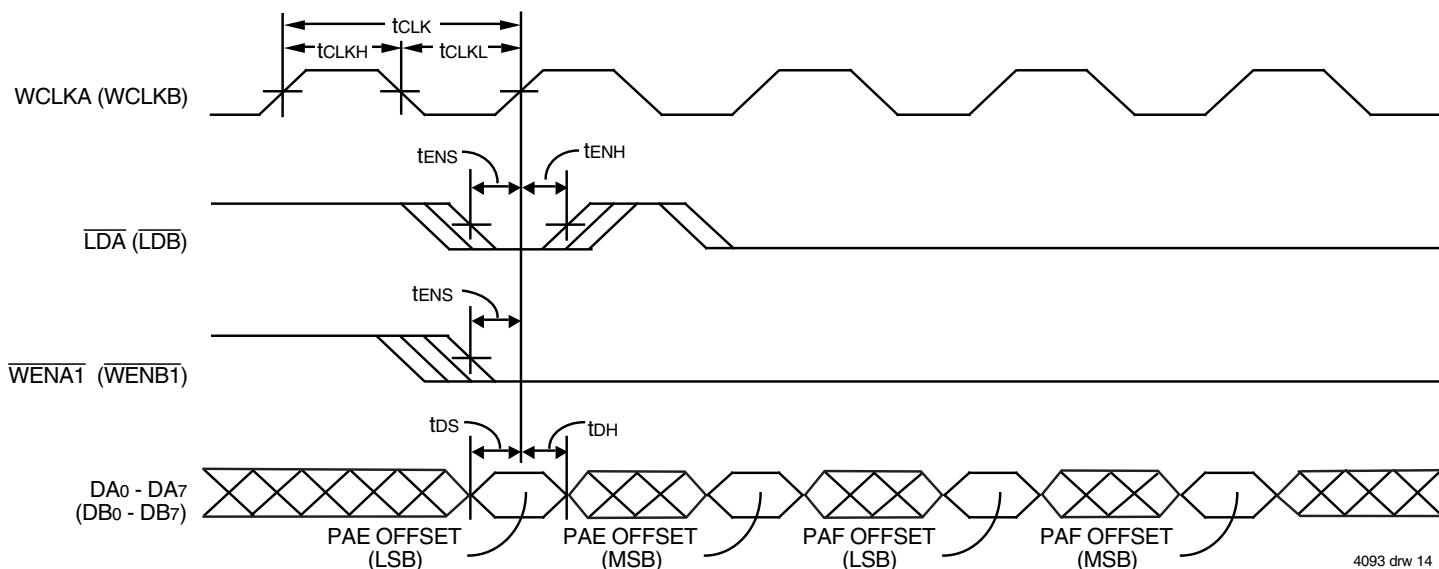 tCLK
tCLKH tCLKL
WCLKA (WCLKB)
tENS tENH
LDA (LDB)
tENS
WENA1 (WENB1)
tDS tDH
DA0 - DA7
(DB0 - DB7)
PAE OFFSET
(LSB)
PAE OFFSET
(MSB)
PAF OFFSET
(LSB)
PAF OFFSET
(MSB)
4093 drw 14